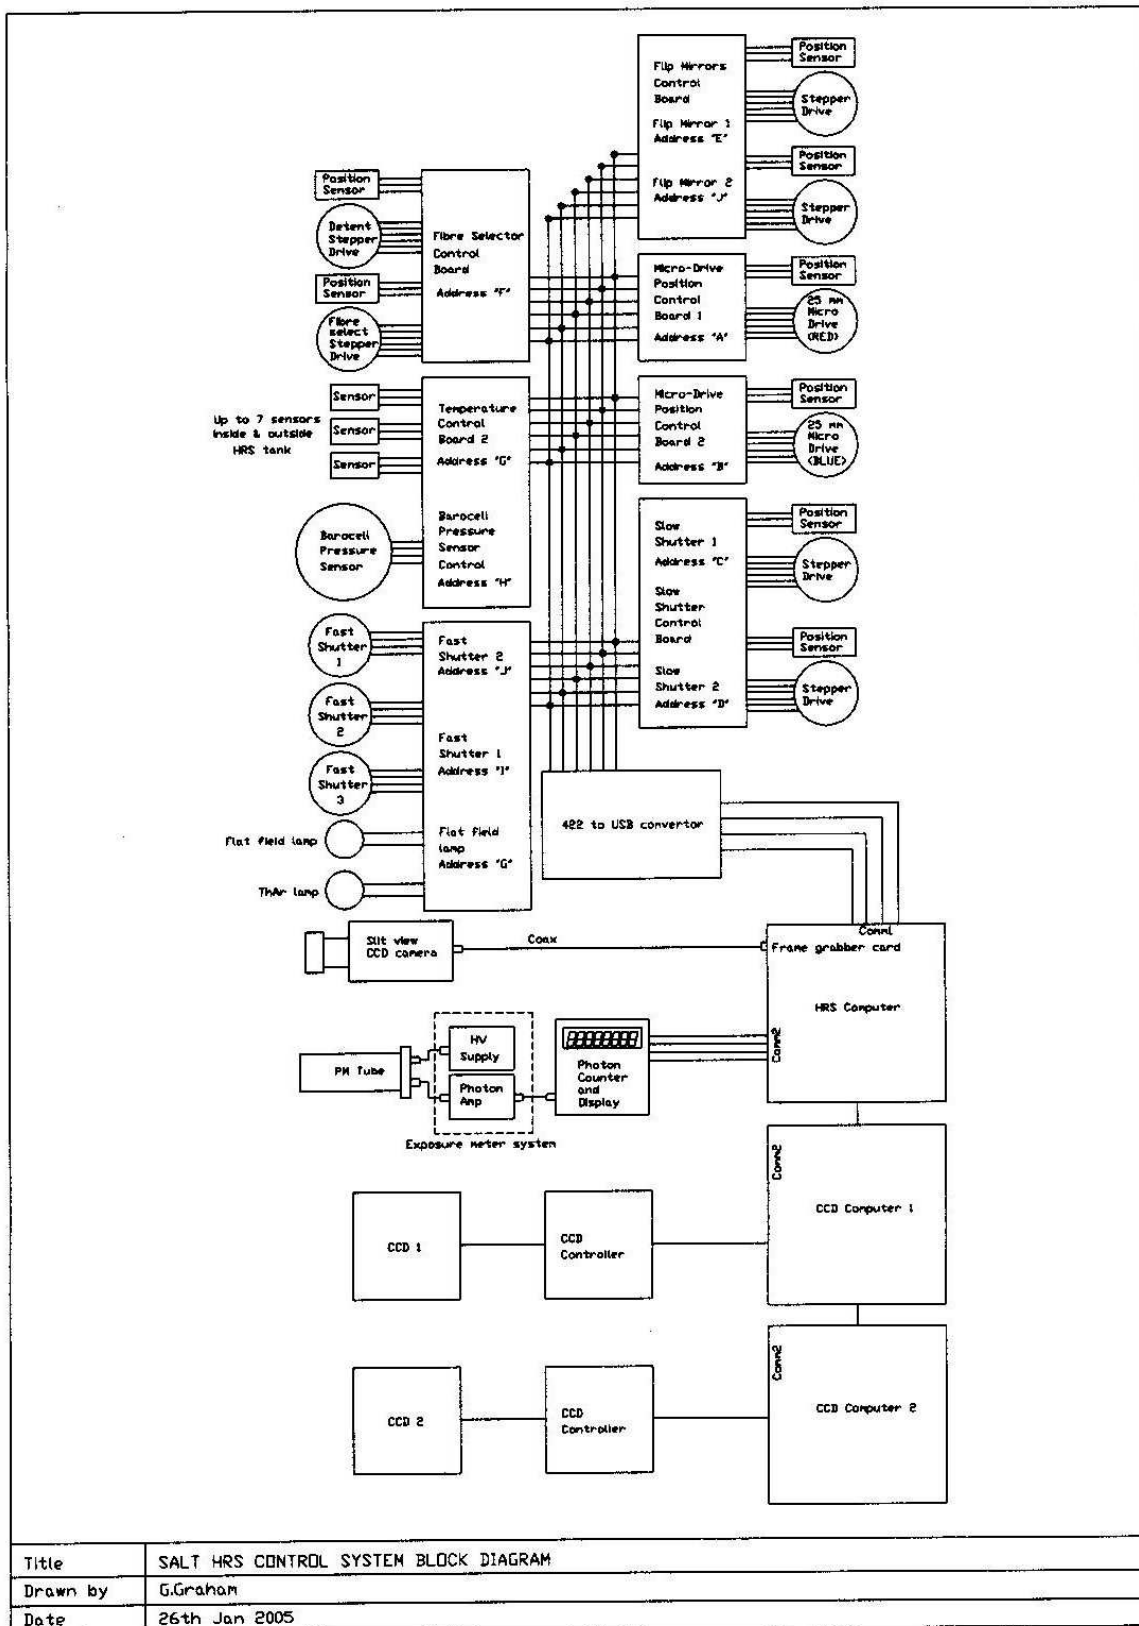 Flip Mirrors
Control
Board
Flip Mirror 1
Address "E"
Flip Mirror 2
Address "J"
Position
Sensor
Stepper
Drive
Position
Sensor
Stepper
Drive
Position
Sensor
Detent
Stepper
Drive
Position
Sensor
Fibre
select
Stepper
Drive
Fibre Selector
Control
Board
Address "F"
Micro-Drive
Position
Control
Board 1
Address "A"
Position
Sensor
25 mm
Micro
Drive
(RED)
Up to 7 sensors
inside & outside
HRS tank
Sensor
Sensor
Sensor
Temperature
Control
Board 2
Address "G"
Barocell
Pressure
Sensor
Control
Address "H"
Barocell
Pressure
Sensor
Micro-Drive
Position
Control
Board 2
Address "B"
Position
Sensor
25 mm
Micro
Drive
(BLUE)
Slow
Shutter 1
Address "C"
Slow
Shutter
Control
Board
Slow
Shutter 2
Address "D"
Position
Sensor
Stepper
Drive
Position
Sensor
Stepper
Drive
Fast
Shutter
1
Fast
Shutter
2
Fast
Shutter
3
Flat field lamp
ThAr lamp
Fast
Shutter 2
Address "J"
Fast
Shutter 1
Address "I"
Flat field
lamp
Address "G"
422 to USB convertor
Slit view
CCD camera
Coax
Comm1
Frame grabber card
HRS Computer
Comm2
PM Tube
HV
Supply
Photon
Amp
Exposure meter system
Photon
Counter
and
Display
Comm2
CCD Computer 1
CCD 1
CCD
Controller
Comm2
CCD Computer 2
CCD 2
CCD
Controller
Title SALT HRS CONTROL SYSTEM BLOCK DIAGRAM
Drawn by G.Graham
Date 26th Jan 2005